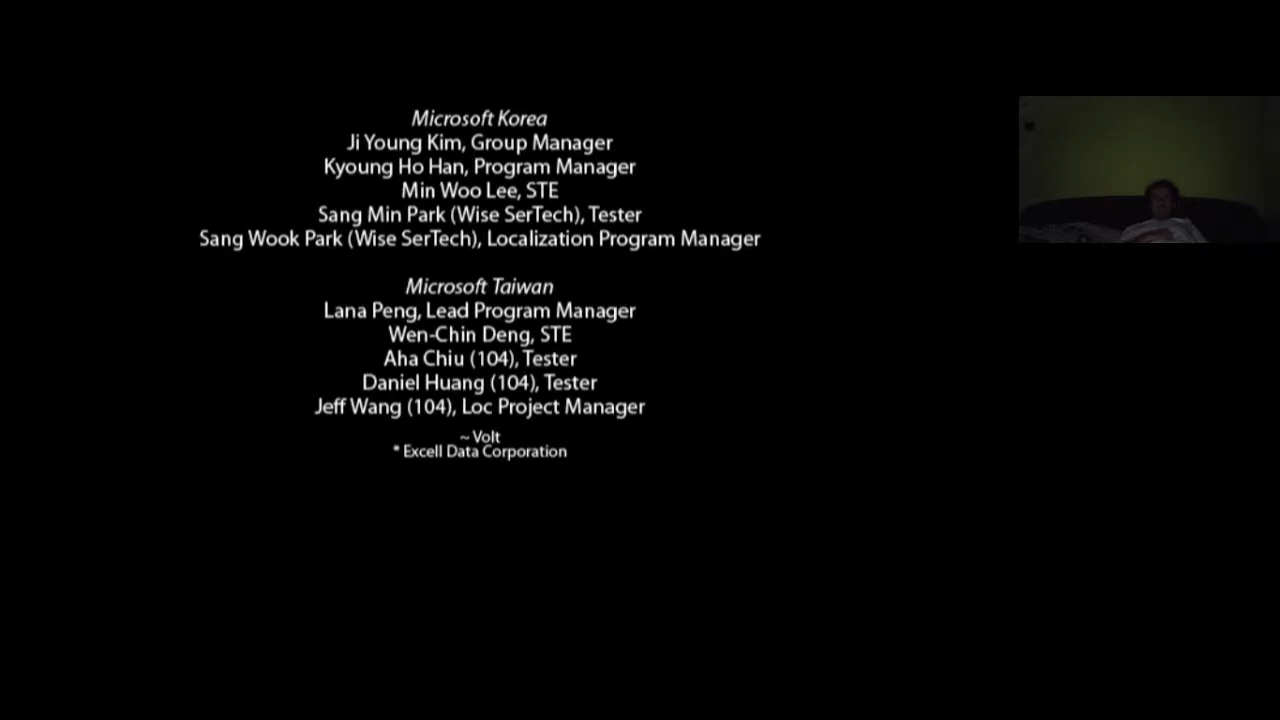 Microsoft Korea
Ji Young Kim, Group Manager
Kyoung Ho Han, Program Manager
Min Woo Lee, STE
Sang Min Park (Wise SerTech), Tester
Sang Wook Park (Wise SerTech), Localization Program Manager
Microsoft Taiwan
Lana Peng, Lead Program Manager
Wen-Chin Deng, STE
Aha Chiu (104), Tester
Daniel Huang (104), Tester
Jeff Wang (104), Loc Project Manager
~ Volt
* Excell Data Corporation